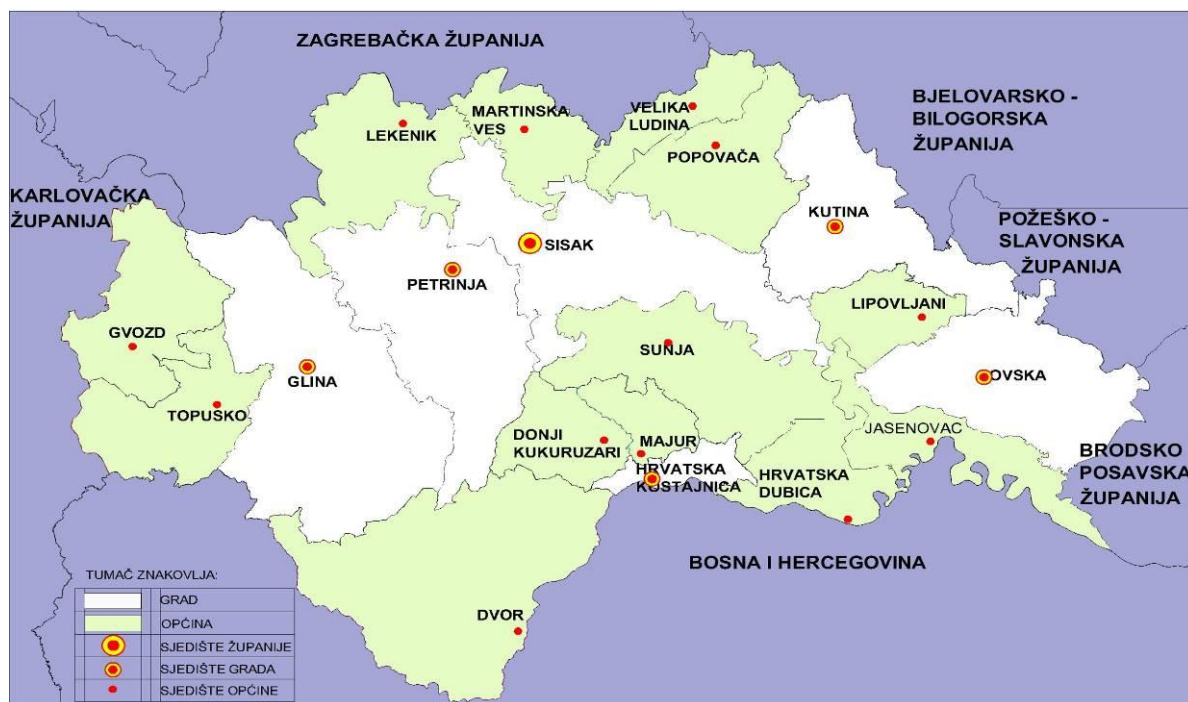 ZAGREBAČKA ŽUPANIJA
BJELOVARSKO -
BILOGORSKA
ŽUPANIJA
KARLOVAČKA
ŽUPANIJA
POŽEŠKO -
SLAVONSKA
ŽUPANIJA
LEKENIK
MARTINSKA
VES
VELIKA
LUDINA
POPOVAČA
KUTINA
SISAK
PETRINJA
LIPOVLJANI
GVOZD
GLINA
SUNJA
OVSKA
TOPUSKO
DONJI
KUKURUZARI
MAJUR
HRVATSKA
KOSTAJNICA
HRVATSKA
DUBICA
JASENOVAC
BRODSKO
POSAVSKA
ŽUPANIJA
BOSNA I HERCEGOVINA
DVOR
TUMAČ ZNAKOVLJA:
GRAD
OPĆINA
SJEDIŠTE ŽUPANIJE
SJEDIŠTE GRADA
SJEDIŠTE OPĆINE